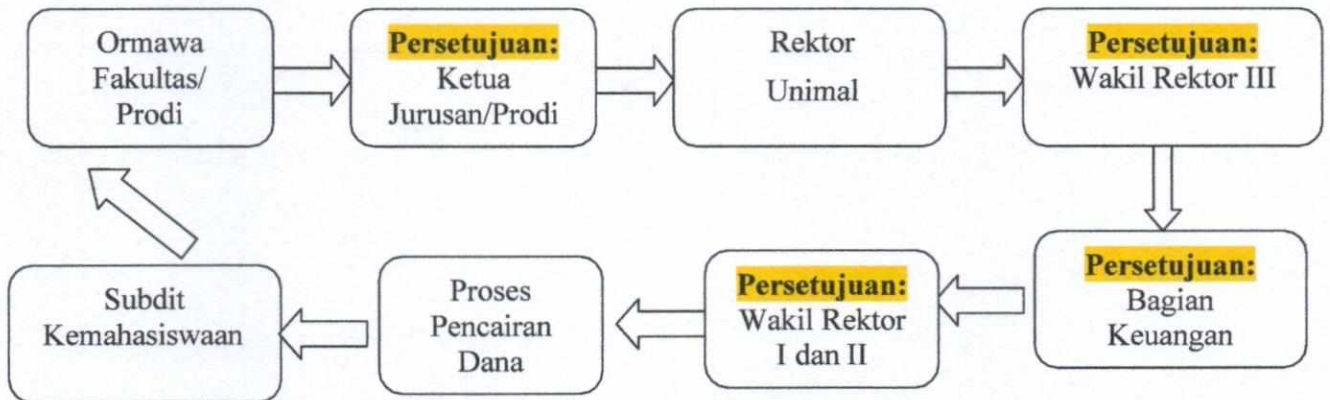 Ormawa
Fakultas/
Prodi
Persetujuan:
Ketua
Jurusan/Prodi
Rektor
Unimal
Persetujuan:
Wakil Rektor III
Persetujuan:
Bagian
Keuangan
Persetujuan:
Wakil Rektor
I dan II
Proses
Pencairan
Dana
Subdit
Kemahasiswaan